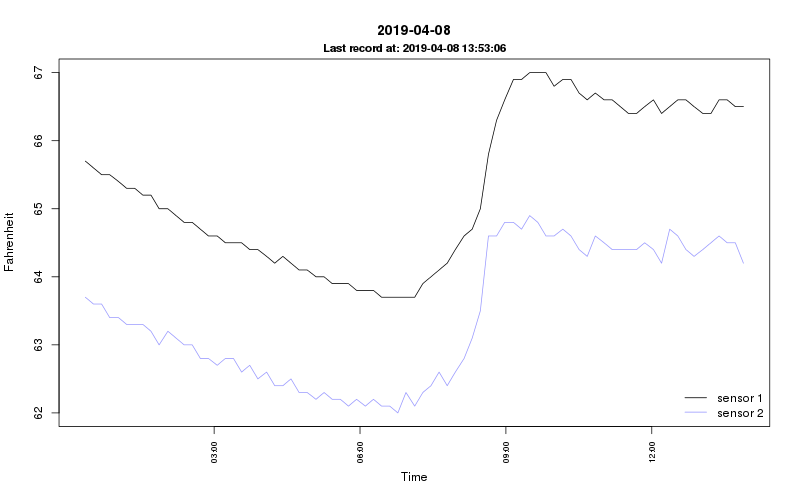 2019-04-08
Last record at: 2019-04-08 13:53:06
67
66
65
64
63
62
Fahrenheit
sensor 1
sensor 2
03:00
06:00
09:00
12:00
Time